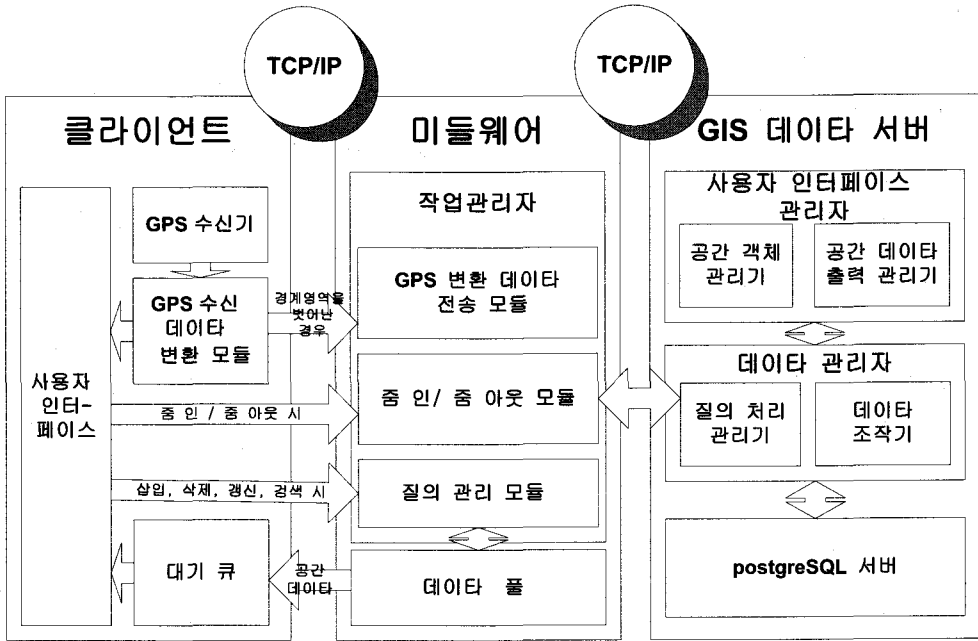 TCP/IP
TCP/IP
클라이언트
미들웨어
GIS 데이타 서버
GPS 수신기
GPS 수신
데이타
변환 모듈
경계영역을
벗어난
경우
사용자
인터-
페이스
줌 인 / 줌 아웃 시
삽입, 삭제, 갱신, 검색 시
대기 큐
공간
데이타
작업관리자
GPS 변환 데이타
전송 모듈
줌 인/ 줌 아웃 모듈
질의 관리 모듈
데이타 풀
사용자 인터페이스
관리자
공간 객체
관리기
공간 데이타
출력 관리기
데이타 관리자
질의 처리
관리기
데이타
조작기
postgreSQL 서버